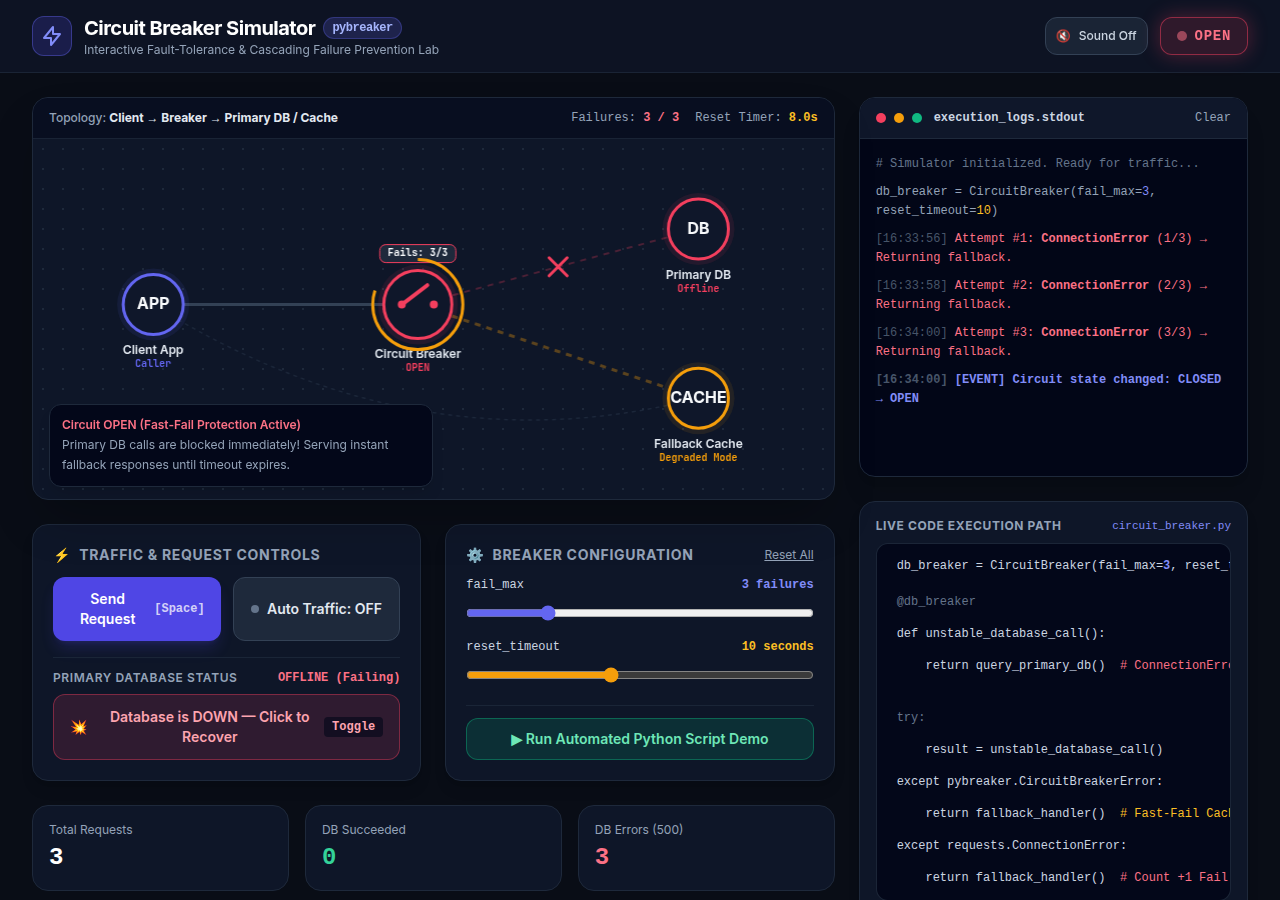 Circuit Breaker Simulator pybreaker
Interactive Fault-Tolerance & Cascading Failure Prevention Lab
Sound Off
OPEN
Topology: Client App → Breaker → Primary DB / Cache
Failures: 3 / 3 Reset Timer: 8.0s
DB
Primary DB
Offline
Fails: 3/3
APP
Client App
Caller
Circuit Breaker
OPEN
CACHE
Fallback Cache
Degraded Mode
Circuit OPEN (Fast-Fail Protection Active)
Primary DB calls are blocked immediately! Serving instant
fallback responses until timeout expires.
execution_logs.stdout Clear
# Simulator initialized. Ready for traffic...
db_breaker = CircuitBreaker(fail_max=3,
reset_timeout=10)
[16:33:56] Attempt #1: ConnectionError (1/3) →
Returning fallback.
[16:33:58] Attempt #2: ConnectionError (2/3) →
Returning fallback.
[16:34:00] Attempt #3: ConnectionError (3/3) →
Returning fallback.
[16:34:00] [EVENT] Circuit state changed: CLOSED
→ OPEN
⚡ TRAFFIC & REQUEST CONTROLS
Send
Request
[Space]
Auto Traffic: OFF
PRIMARY DATABASE STATUS OFFLINE (Failing)
Database is DOWN — Click to
Recover
Toggle
⚙️ BREAKER CONFIGURATION Reset All
fail_max 3 failures
reset_timeout 10 seconds
▶ Run Automated Python Script Demo
Total Requests
3
DB Succeeded
0
DB Errors (500)
3
LIVE CODE EXECUTION PATH circuit_breaker.py
db_breaker = CircuitBreaker(fail_max=3, reset_
@db_breaker
def unstable_database_call():
return query_primary_db() # ConnectionErr
try:
result = unstable_database_call()
except pybreaker.CircuitBreakerError:
return fallback_handler() # Fast-Fail Cac
except requests.ConnectionError:
return fallback_handler() # Count +1 Fail